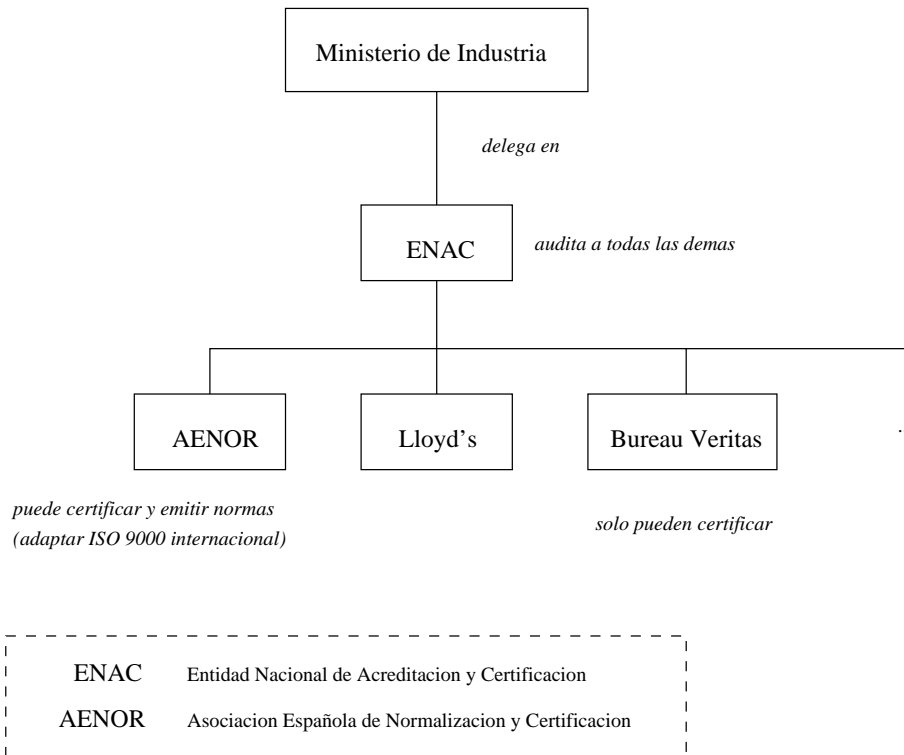 Ministerio de Industria
delega en
ENAC
audita a todas las demas
AENOR
Lloyd's
Bureau Veritas
.
puede certificar y emitir normas
(adaptar ISO 9000 internacional)
solo pueden certificar
ENAC Entidad Nacional de Acreditacion y Certificacion
AENOR Asociacion Española de Normalizacion y Certificacion